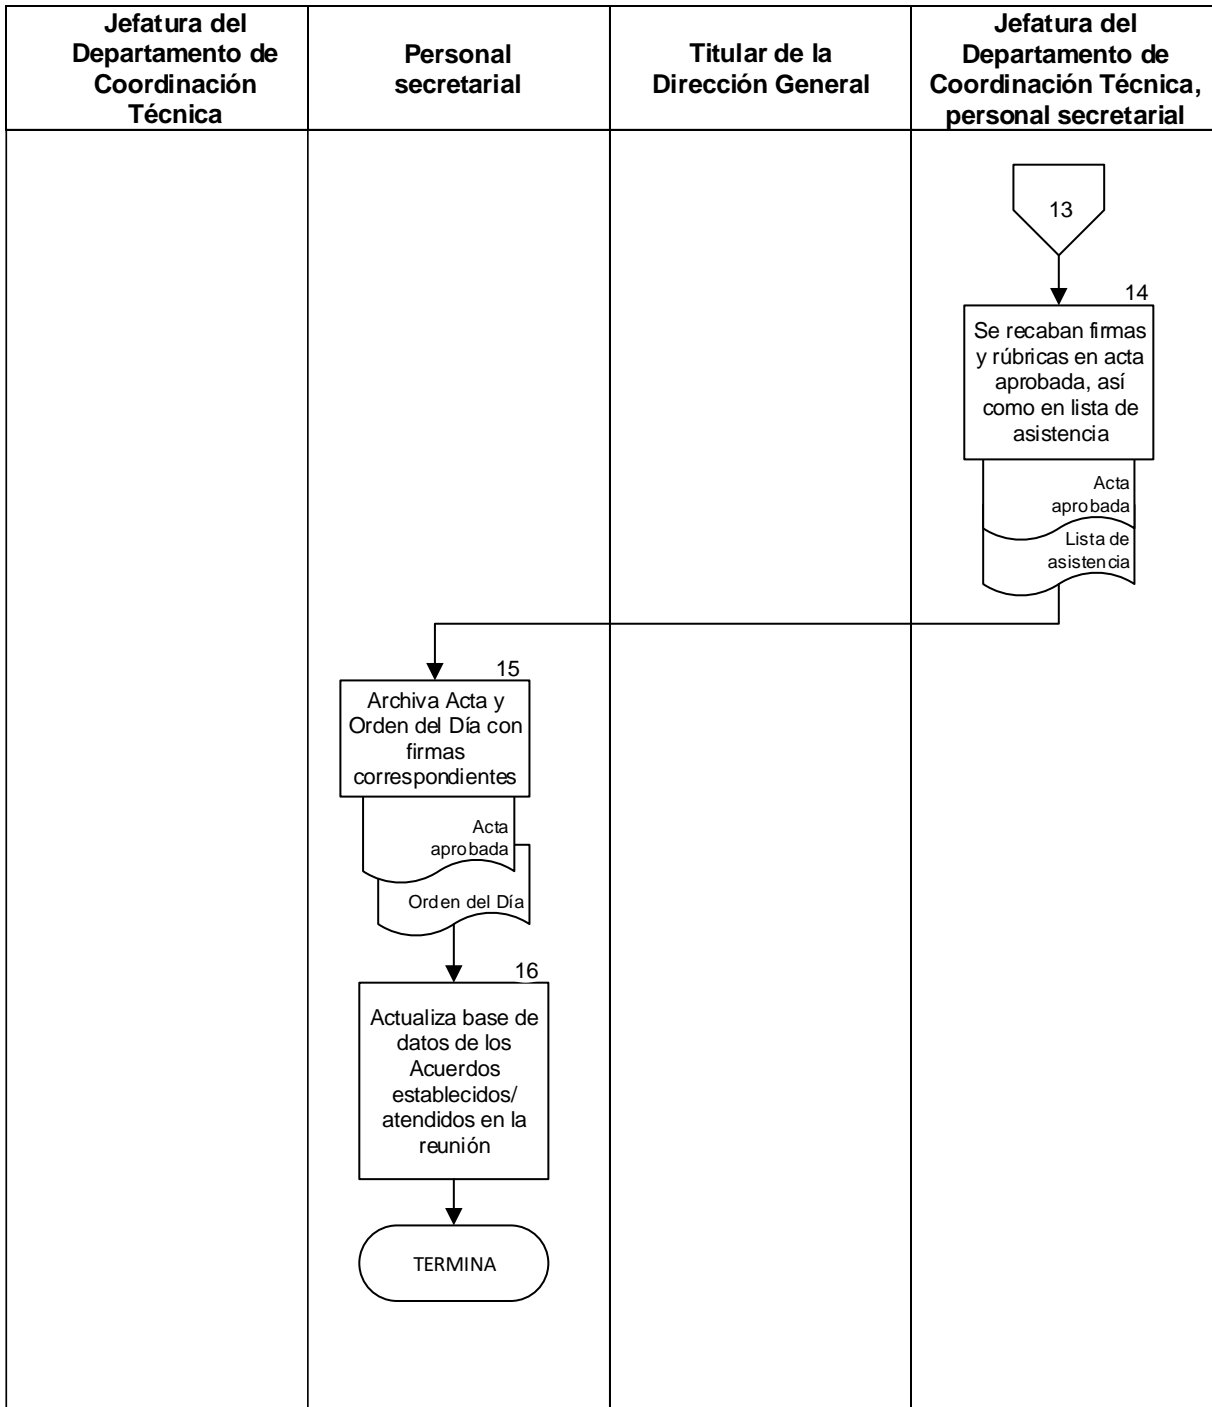 Jefatura del
Departamento de
Coordinación
Técnica
Personal
secretarial
Titular de la
Dirección General
Jefatura del
Departamento de
Coordinación Técnica,
personal secretarial
13
14
Se recaban firmas
y rúbricas en acta
aprobada, así
como en lista de
asistencia
Acta
aprobada
Lista de
asistencia
15
Archiva Acta y
Orden del Día con
firmas
correspondientes
Acta
aprobada
Orden del Día
16
Actualiza base de
datos de los
Acuerdos
establecidos/
atendidos en la
reunión
TERMINA